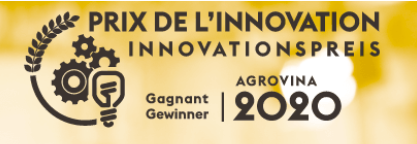 PRIX DE L'INNOVATION
INNOVATIONSPREIS
AGROVINA
Gagnant
Gewinner
2020